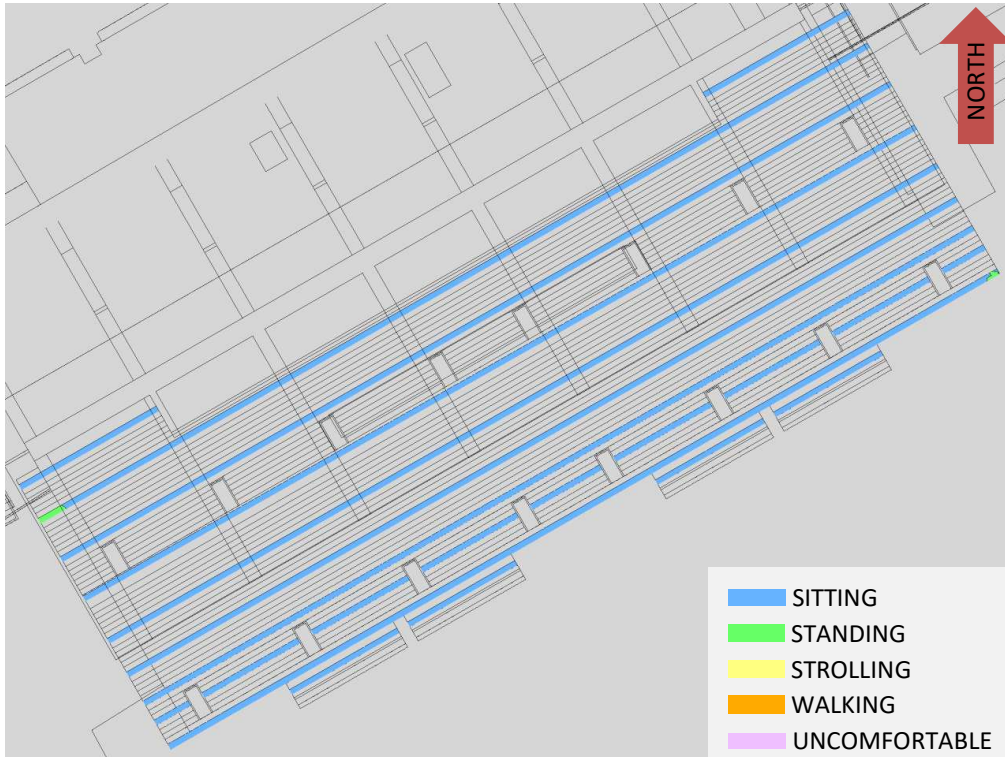 NORTH
SITTING
STANDING
STROLLING
WALKING
UNCOMFORTABLE